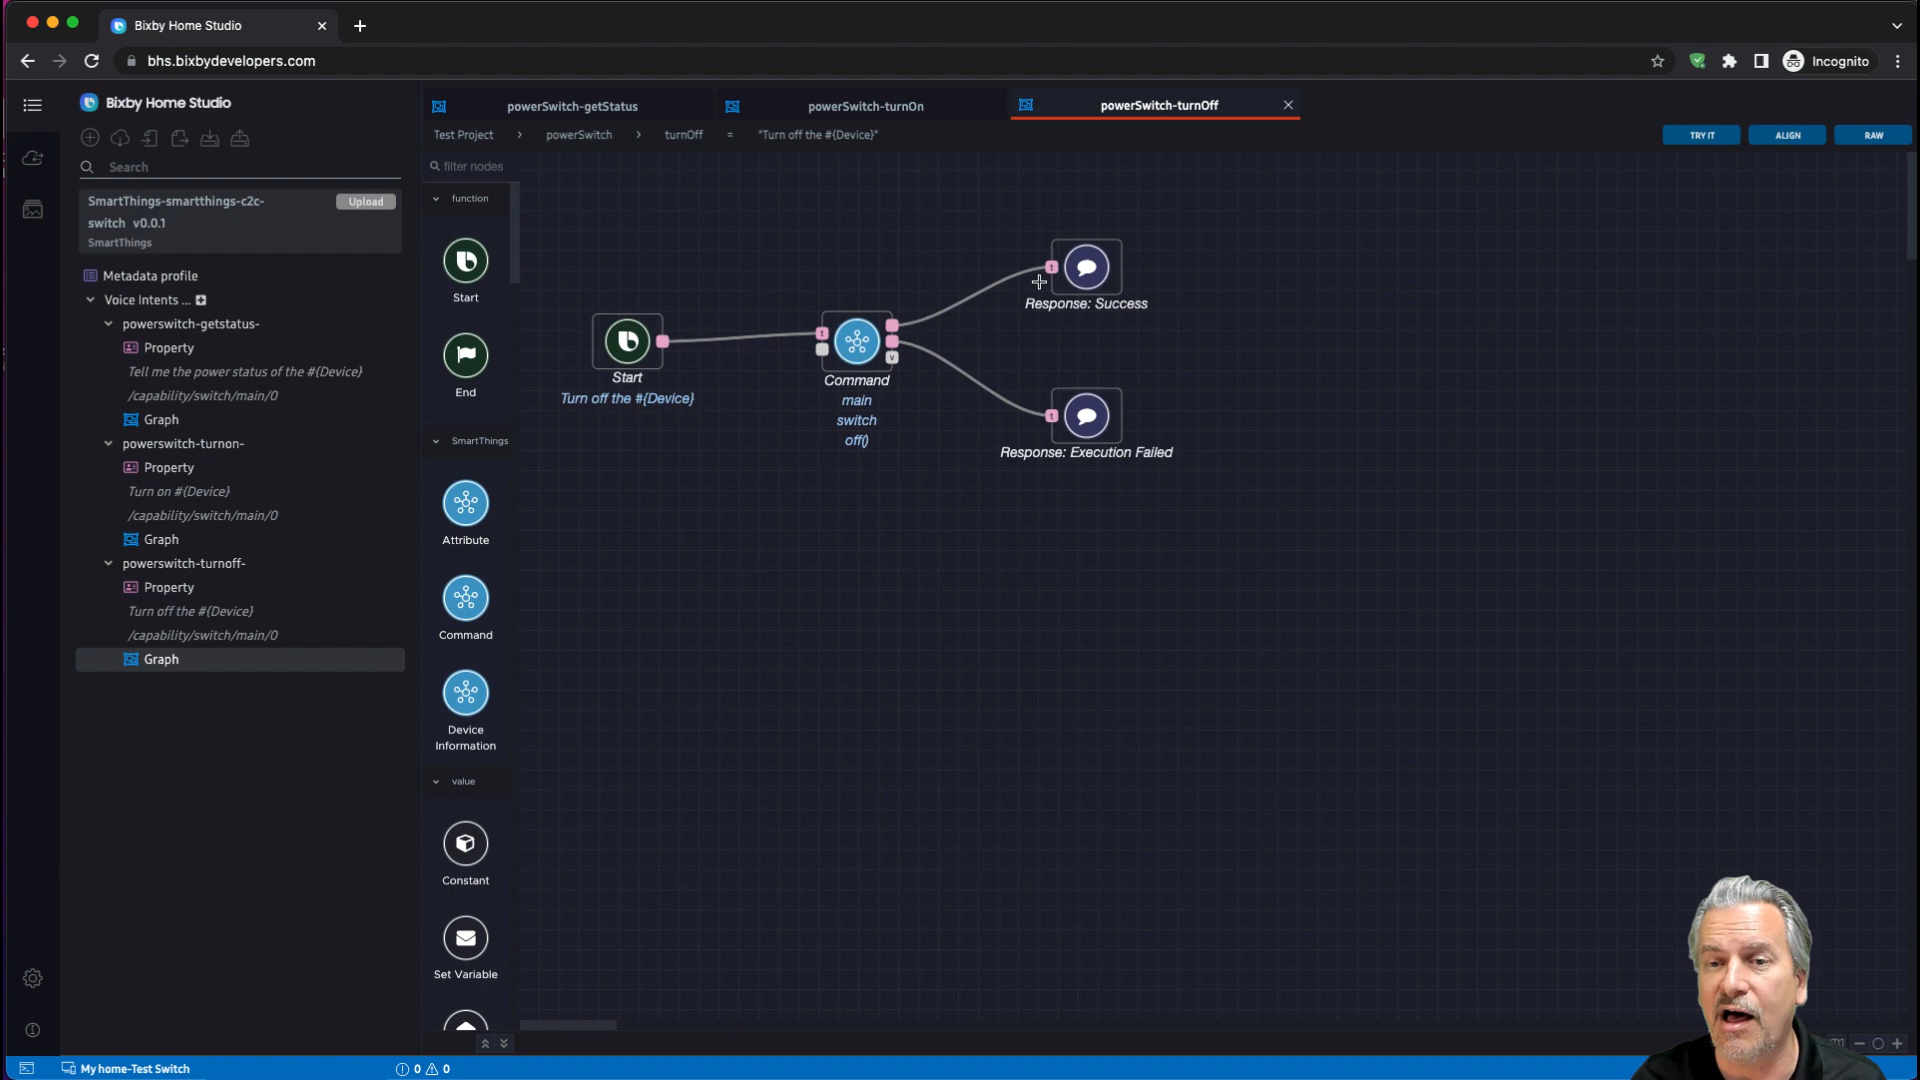 Bixby Home Studio
bhs.bixbydevelopers.com
Incognito
Bixby Home Studio
Search
SmartThings-smartthings-c2c-
switch v0.0.1
Upload
SmartThings
Metadata profile
Voice Intents ...
powerswitch-getstatus-
Property
Tell me the power status of the #{Device}
/capability/switch/main/0
Graph
powerswitch-turnon-
Property
Turn on #{Device}
/capability/switch/main/0
Graph
powerswitch-turnoff-
Property
Turn off the #{Device}
/capability/switch/main/0
Graph
powerSwitch-getStatus
powerSwitch-turnOn
powerSwitch-turnOff
Test Project > powerSwitch > turnOff = "Turn off the #{Device}"
TRY IT
ALIGN
RAW
filter nodes
function
Start
End
SmartThings
Attribute
Command
Device
Information
value
Constant
Set Variable
Start
Turn off the #{Device}
t
v
Command
main
switch
off()
t
Response: Success
t
Response: Execution Failed
My home-Test Switch
0
0